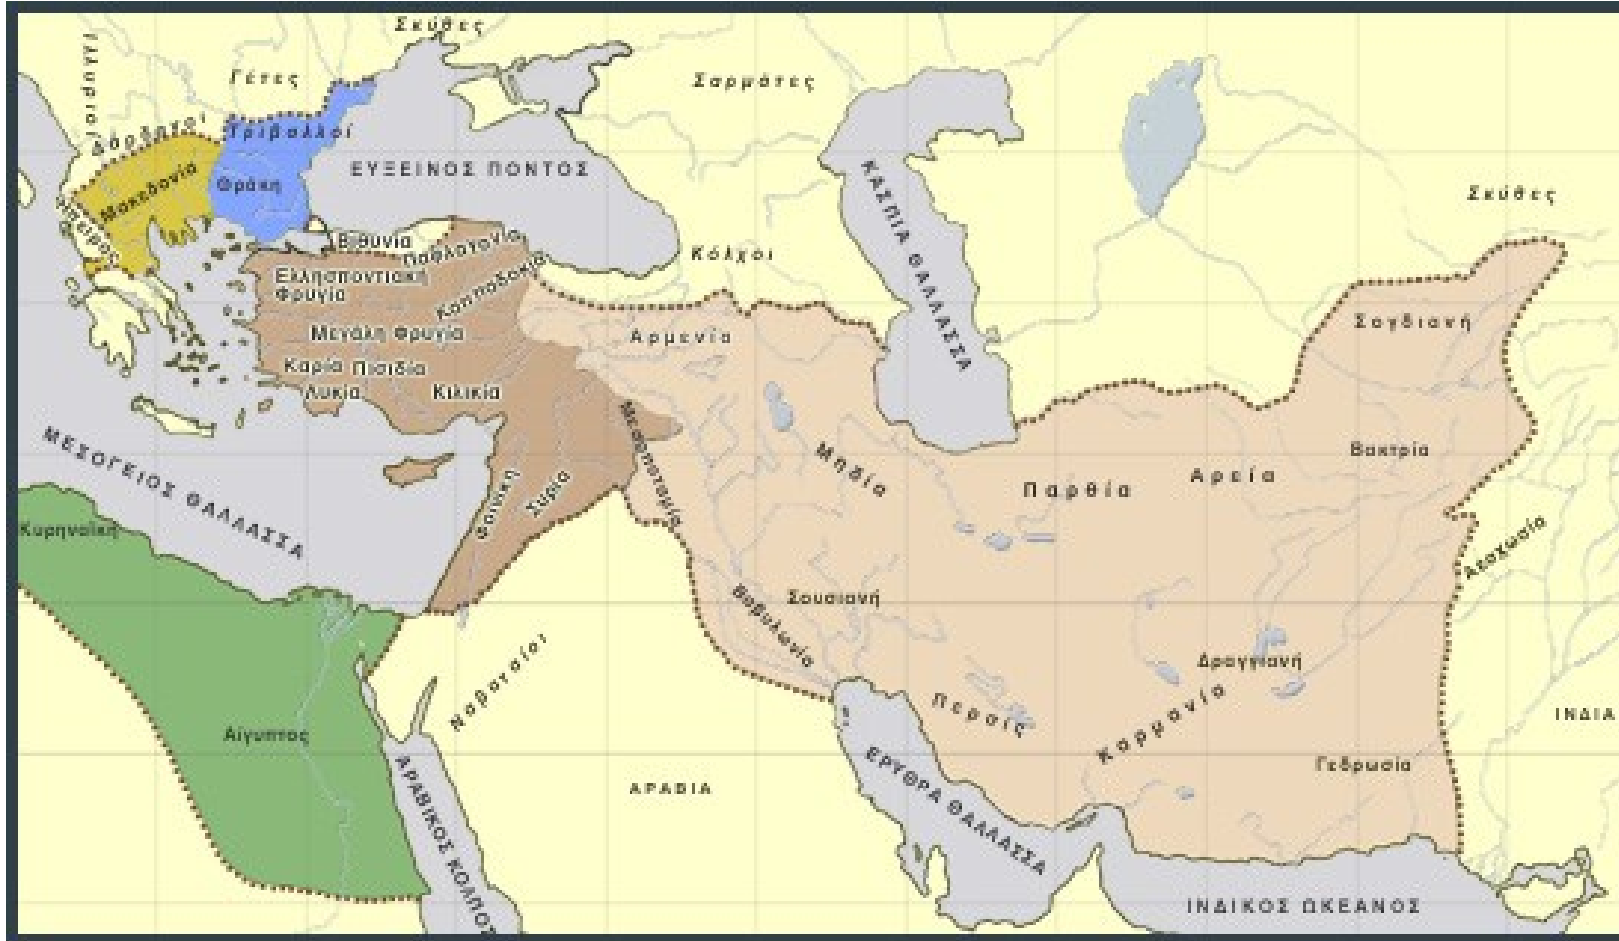 Σκύθες
Ιλλυριοί
Γέτες
Σαρμάτες
Δάρδανοι
Τριβαλλοί
ΕΥΞΕΙΝΟΣ ΠΟΝΤΟΣ
Μακεδονία
Θράκη
Σκύθες
ΚΑΣΠΙΑ ΘΑΛΑΣΣΑ
Ήπειρος
Βιθυνία
Παφλαγονία
Κόλχοι
Ελλησποντιακή
Φρυγία
Καππαδοκία
Σογδιανή
Μεγάλη Φρυγία
Αρμενία
Καρία
Πισιδία
Λυκία
Κιλικία
Μεσοποταμία
Μηδία
Βακτρία
Αρεία
Παρθία
ΜΕΣΟΓΕΙΟΣ ΘΑΛΑΣΣΑ
Φοινίκη
Συρία
Κυρηναϊκή
Αραχωσία
Βαβυλωνία
Σουσιανή
Ναβαταίοι
Δραγγιανή
Περσίς
Καρμανία
ΙΝΔΙΑ
Αίγυπτος
Γεδρωσία
ΑΡΑΒΙΑ
ΑΡΑΒΙΚΟΣ ΚΟΛΠΟΣ
ΕΡΥΘΡΑ ΘΑΛΑΣΣΑ
ΙΝΔΙΚΟΣ ΩΚΕΑΝΟΣ